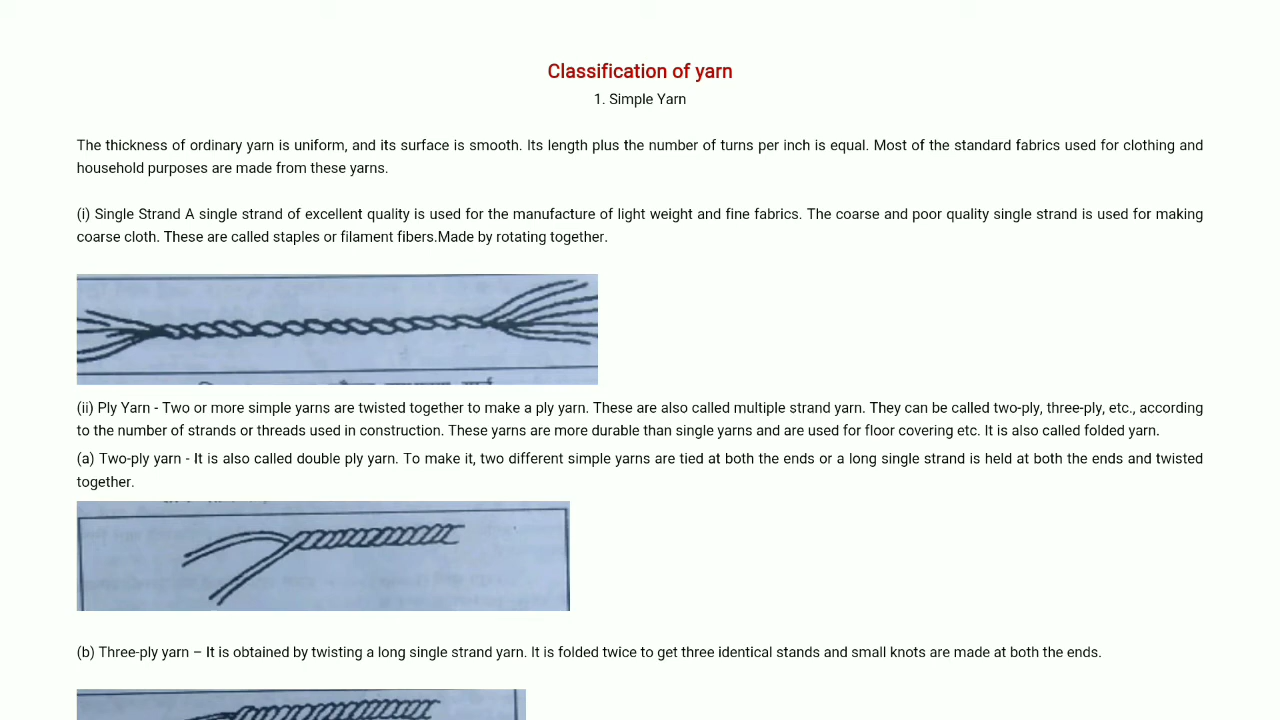 Classification of yarn
1. Simple Yarn
The thickness of ordinary yarn is uniform, and its surface is smooth. Its length plus the number of turns per inch is equal. Most of the standard fabrics used for clothing and
household purposes are made from these yarns.
(i) Single Strand A single strand of excellent quality is used for the manufacture of light weight and fine fabrics. The coarse and poor quality single strand is used for making
coarse cloth. These are called staples or filament fibers.Made by rotating together.
(ii) Ply Yarn - Two or more simple yarns are twisted together to make a ply yarn. These are also called multiple strand yarn. They can be called two-ply, three-ply, etc., according
to the number of strands or threads used in construction. These yarns are more durable than single yarns and are used for floor covering etc. It is also called folded yarn.
(a) Two-ply yarn - It is also called double ply yarn. To make it, two different simple yarns are tied at both the ends or a long single strand is held at both the ends and twisted
together.
(b) Three-ply yarn – It is obtained by twisting a long single strand yarn. It is folded twice to get three identical stands and small knots are made at both the ends.